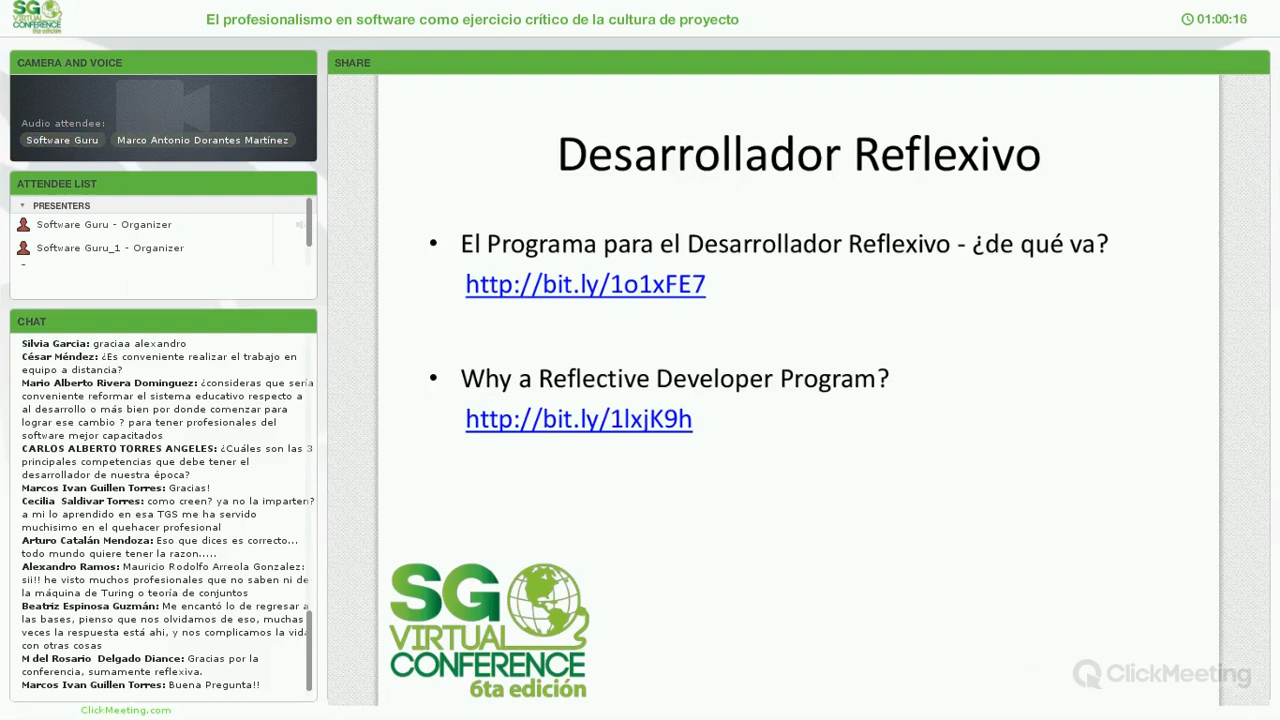 SG
VIRTUAL
CONFERENCE
6ta edición
El profesionalismo en software como ejercicio crítico de la cultura de proyecto
01:00:16
CAMERA AND VOICE
Audio attendee:
Software Guru
Marco Antonio Dorantes Martínez
ATTENDEE LIST
PRESENTERS
Software Guru - Organizer
Software Guru_1 - Organizer
CHAT
Silvia Garcia: graciaa alexandro
César Méndez: ¿Es conveniente realizar el trabajo en
equipo a distancia?
Mario Alberto Rivera Dominguez: ¿consideras que sería
conveniente reformar el sistema educativo respecto a
al desarrollo o más bien por donde comenzar para
lograr ese cambio ? para tener profesionales del
software mejor capacitados
CARLOS ALBERTO TORRES ANGELES: ¿Cuáles son las 3
principales competencias que debe tener el
desarrollador de nuestra época?
Marcos Ivan Guillen Torres: Gracias!
Cecilia Saldivar Torres: como creen? ya no la imparten?
a mi lo aprendido en esa TGS me ha servido
muchisimo en el quehacer profesional
Arturo Catalán Mendoza: Eso que dices es correcto...
todo mundo quiere tener la razon.....
Alexandro Ramos: Mauricio Rodolfo Arreola Gonzalez:
sii!! he visto muchos profesionales que no saben ni de
la máquina de Turing o teoría de conjuntos
Beatriz Espinosa Guzmán: Me encantó lo de regresar a
las bases, pienso que nos olvidamos de eso, muchas
veces la respuesta está ahi, y nos complicamos la vida
con otras cosas
M del Rosario Delgado Diance: Gracias por la
conferencia, sumamente reflexiva.
Marcos Ivan Guillen Torres: Buena Pregunta!!
ClickMeeting.com
SHARE
Desarrollador Reflexivo
• El Programa para el Desarrollador Reflexivo - ¿de qué va?
http://bit.ly/1o1xFE7
• Why a Reflective Developer Program?
http://bit.ly/1lxjK9h
SG
VIRTUAL
CONFERENCE
6ta edición
ClickMeeting